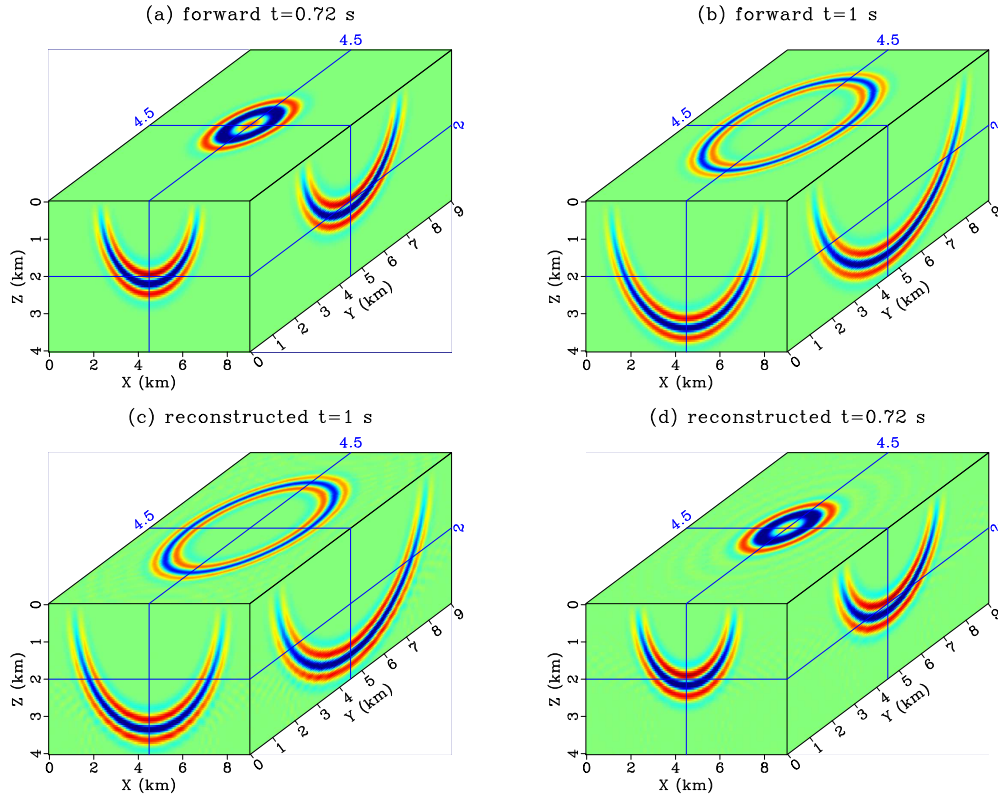 (a) forward t=0.72 s
4.5
4.5
2
0
1
2
3
4
Z (km)
0 2 4 6 8
X (km)
0 1 2 3 4 5 6 7 8 9
Y (km)
(b) forward t=1 s
4.5
4.5
2
0
1
2
3
4
Z (km)
0 2 4 6 8
X (km)
0 1 2 3 4 5 6 7 8 9
Y (km)
(c) reconstructed t=1 s
4.5
4.5
2
0
1
2
3
4
Z (km)
0 2 4 6 8
X (km)
0 1 2 3 4 5 6 7 8 9
Y (km)
(d) reconstructed t=0.72 s
4.5
4.5
2
0
1
2
3
4
Z (km)
0 2 4 6 8
X (km)
0 1 2 3 4 5 6 7 8 9
Y (km)